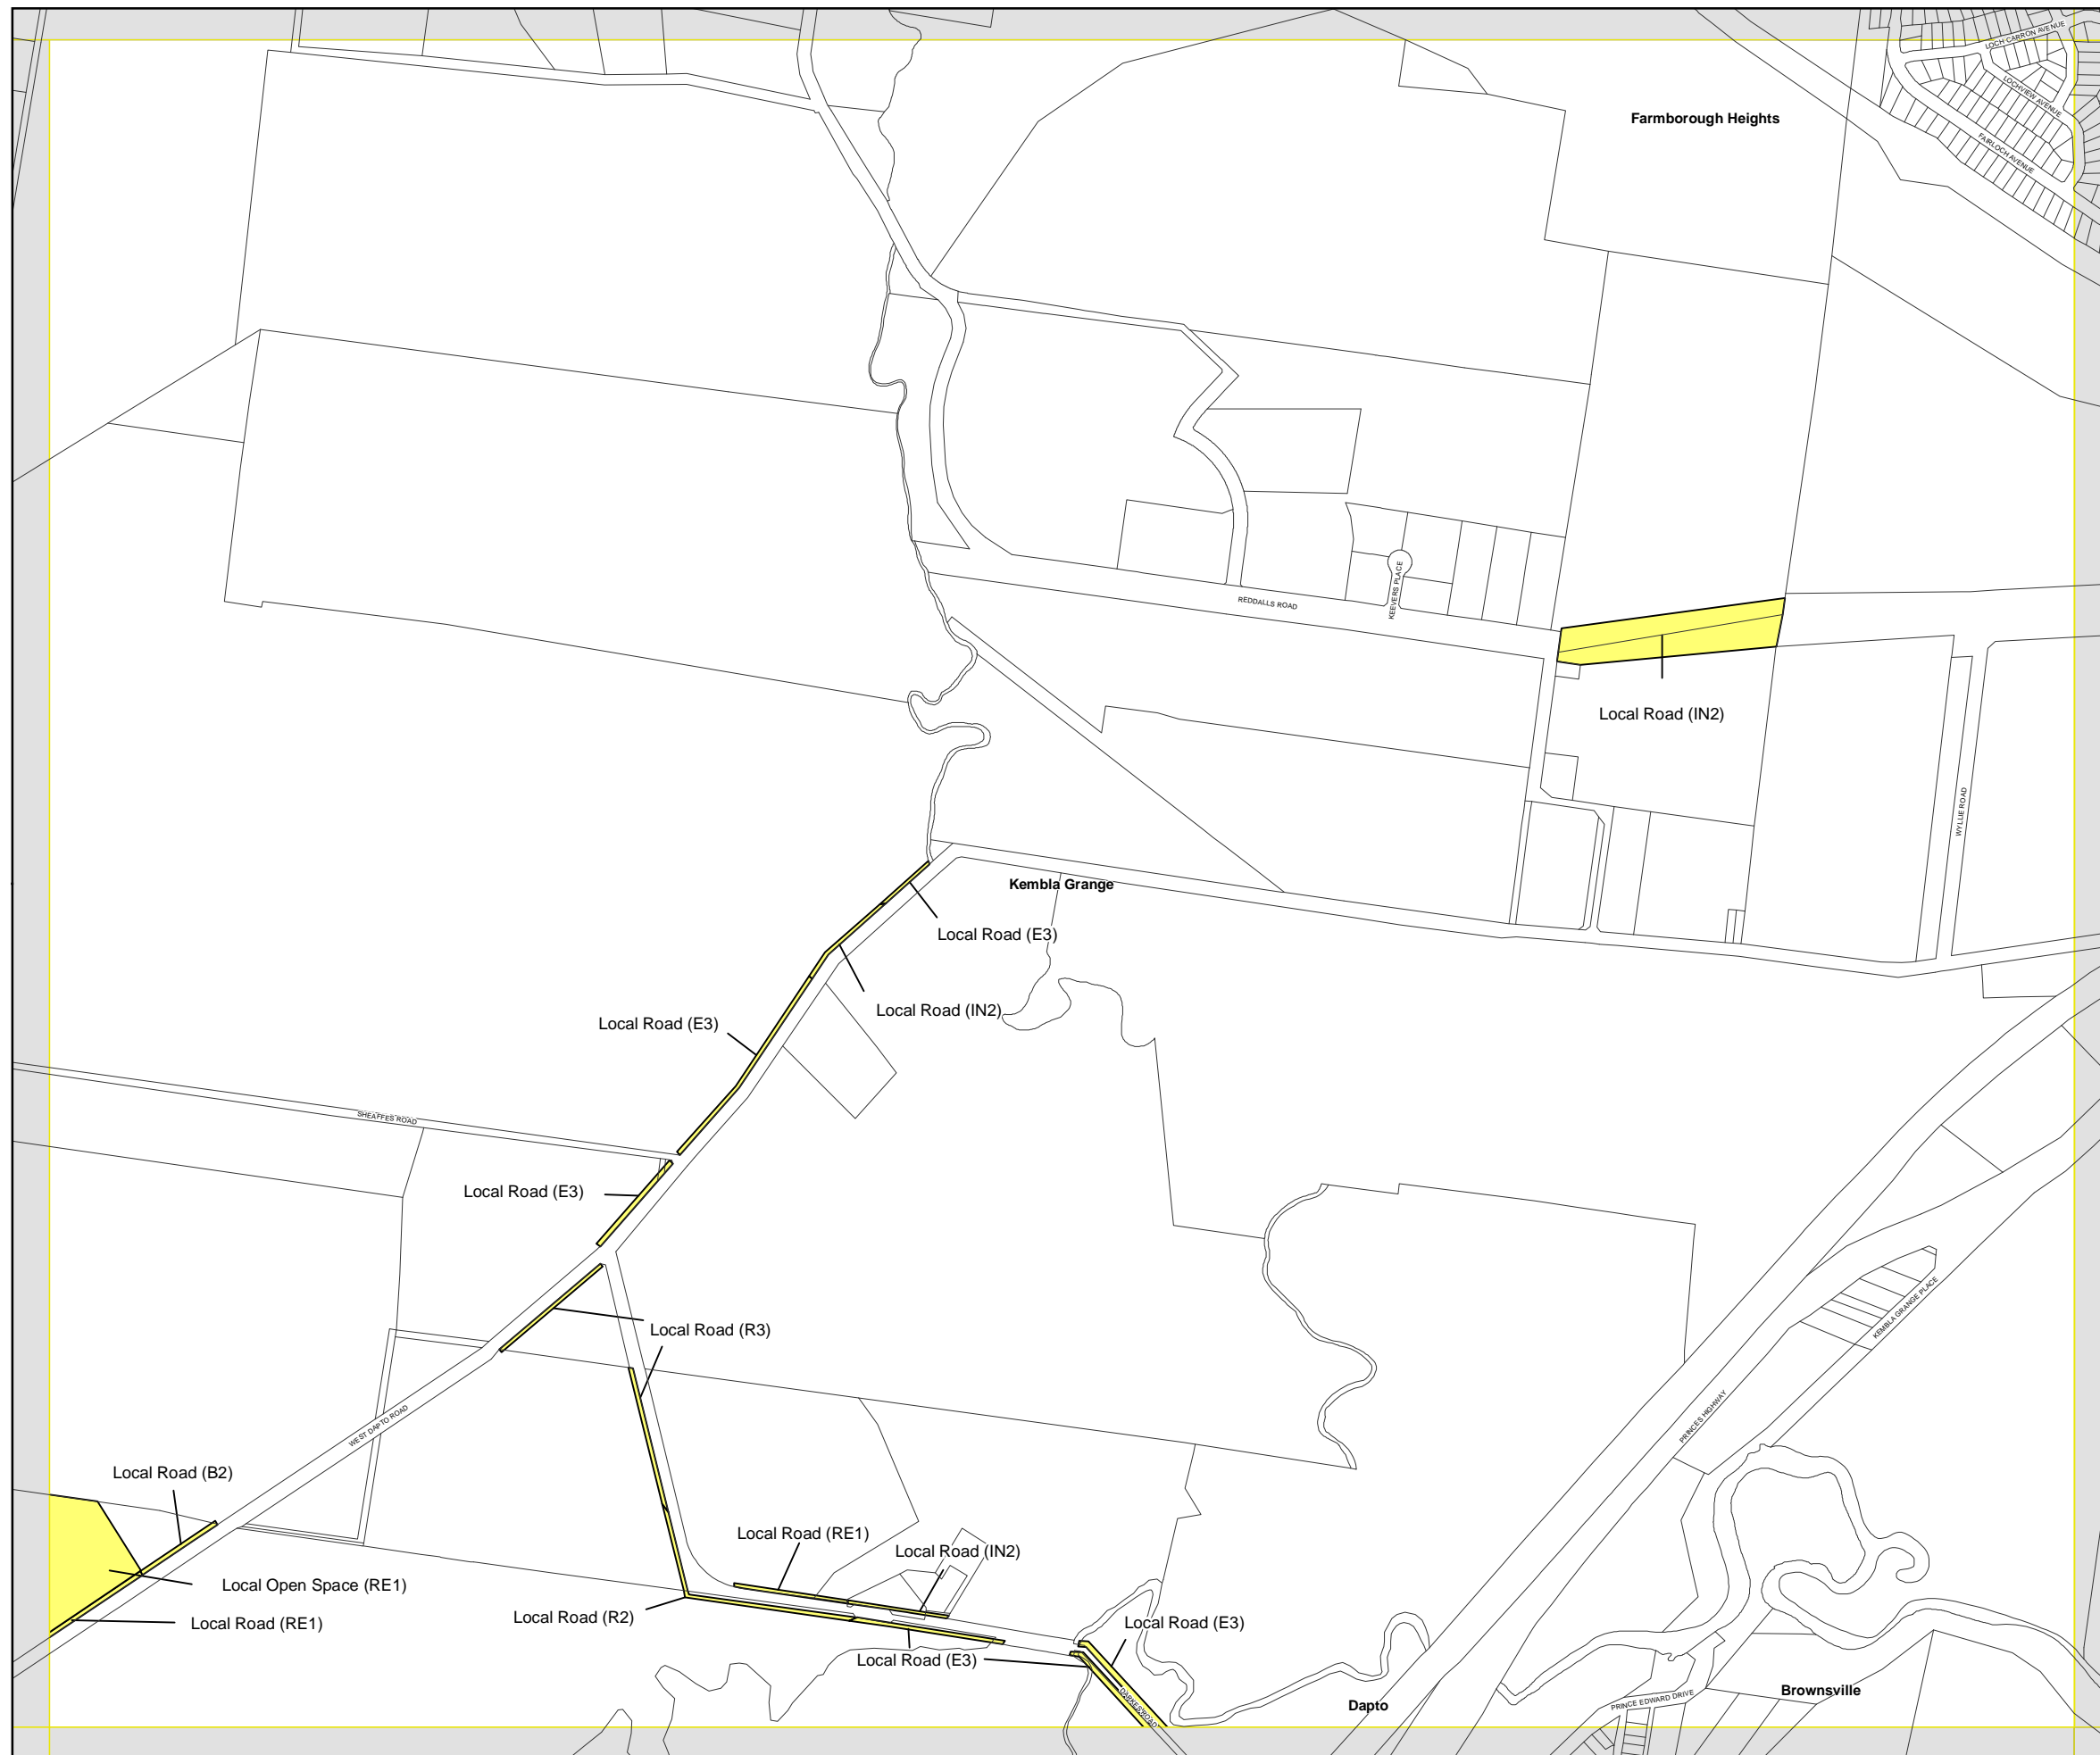 LOCH CARRON AVENUE
LOCHVIEW AVENUE
Farmborough Heights
FAIRLOCH AVENUE
REDDALLS ROAD
KEEVERS PLACE
Local Road (IN2)
WYLLIE ROAD
Kembla Grange
Local Road (E3)
Local Road (IN2)
Local Road (E3)
SHEAFFES ROAD
Local Road (E3)
Local Road (R3)
KEMBLA GRANGE PLACE
PRINCES HIGHWAY
WEST DAPTO ROAD
Local Road (B2)
Local Road (RE1)
Local Road (IN2)
Local Open Space (RE1)
Local Road (R2)
Local Road (RE1)
Local Road (E3)
Local Road (E3)
DARKES ROAD
Dapto
PRINCE EDWARD DRIVE
Brownsville